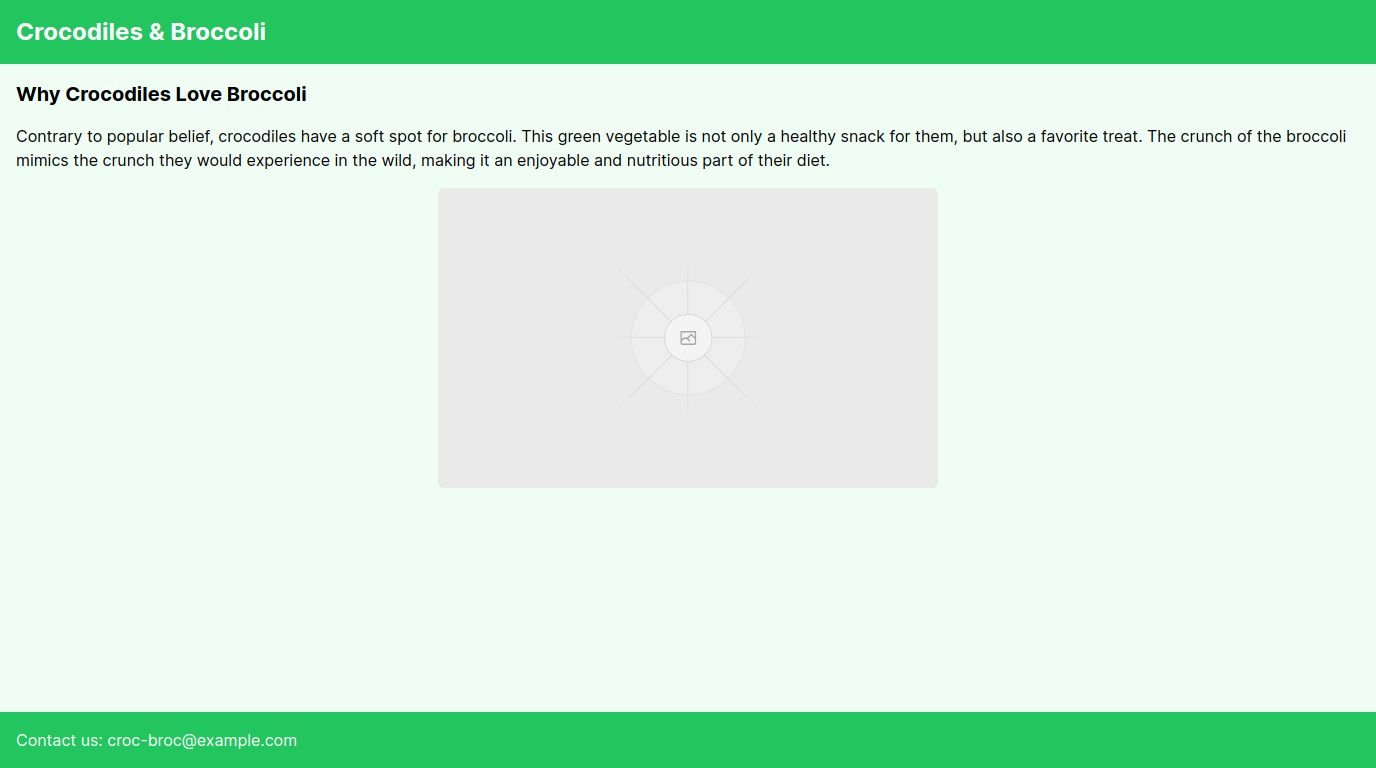 Crocodiles & Broccoli
Why Crocodiles Love Broccoli
Contrary to popular belief, crocodiles have a soft spot for broccoli. This green vegetable is not only a healthy snack for them, but also a favorite treat. The crunch of the broccoli
mimics the crunch they would experience in the wild, making it an enjoyable and nutritious part of their diet.
Contact us: croc-broc@example.com